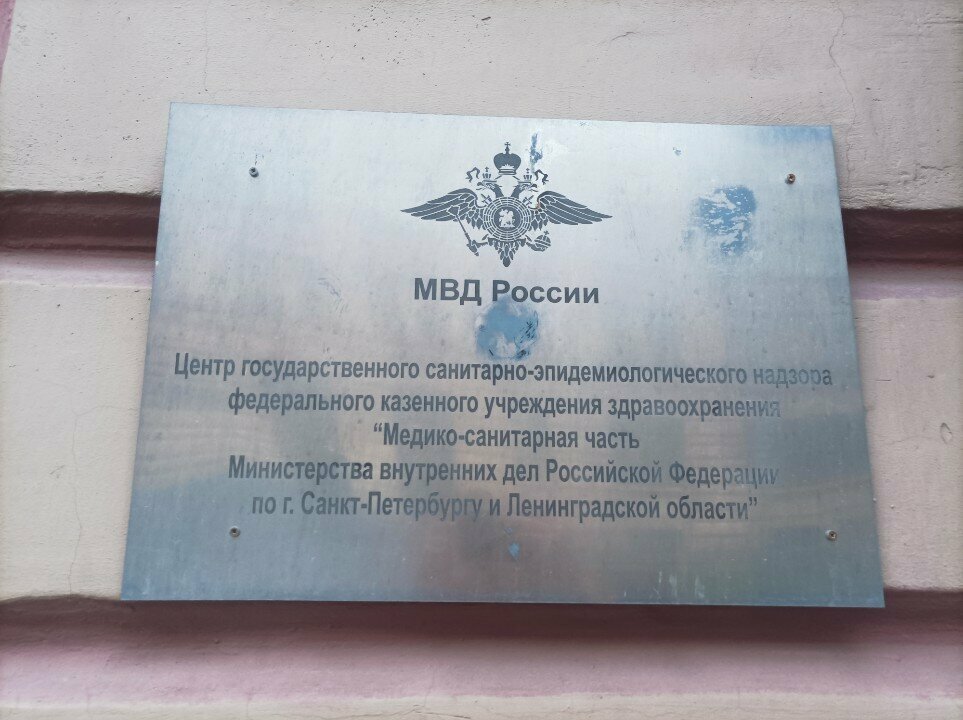 МВД России
Центр государственного санитарно-эпидемиологического надзора
федерального казенного учреждения здравоохранения
“Медико-санитарная часть
Министерства внутренних дел Российской Федерации
по г. Санкт-Петербургу и Ленинградской области”